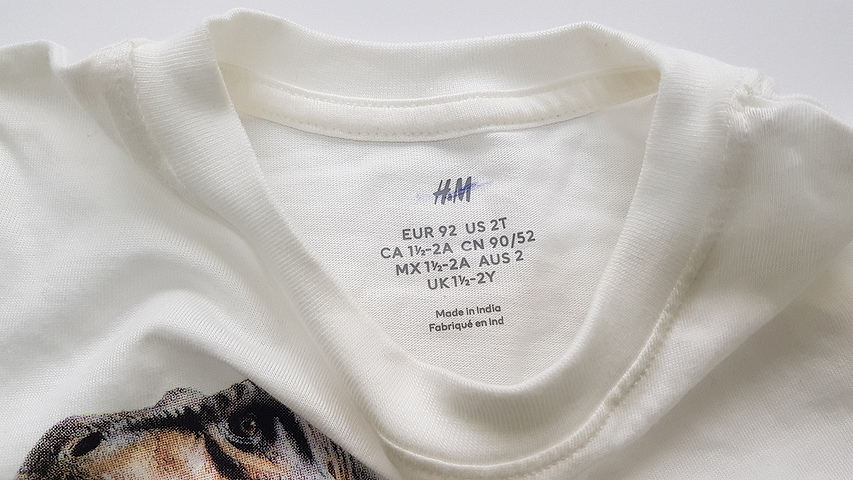 H&M
EUR 92 US 2T
CA 1½-2A CN 90/52
MX 1½-2A AUS 2
UK 1½-2Y
Made in India
Fabriqué en Ind